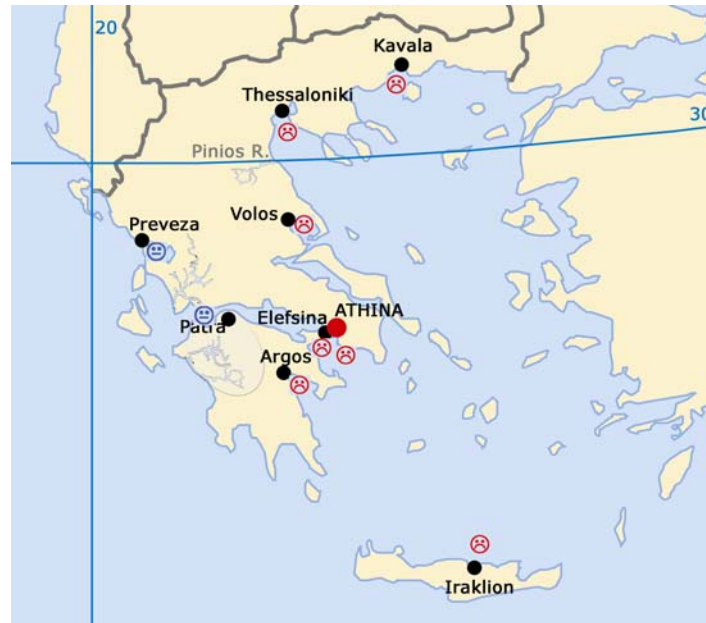 20
Kavala
Thessaloniki
30
Pinios R.
Volos
Preveza
ATHINA
Elefsina
Patra
Argos
Iraklion